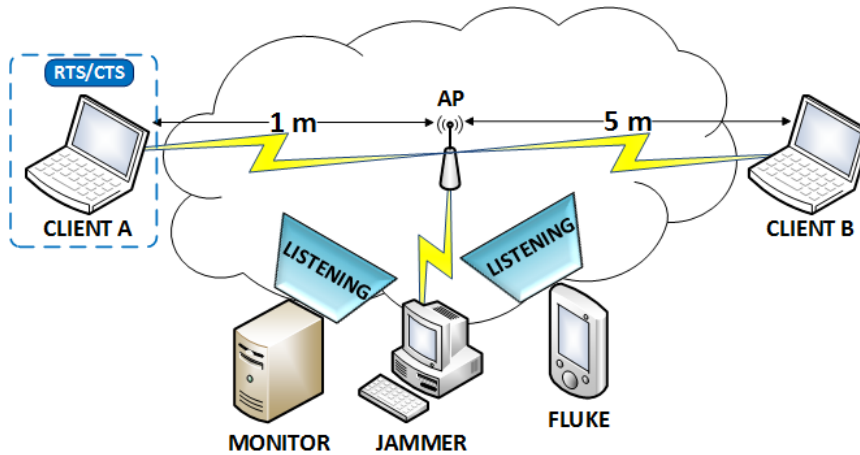 RTS/CTS
AP
1 m
5 m
CLIENT A
CLIENT B
LISTENING
LISTENING
MONITOR
JAMMER
FLUKE